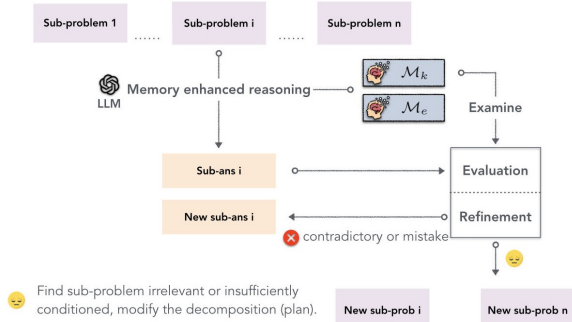 Sub-problem 1
......
Sub-problem i
......
Sub-problem n
LLM
Memory enhanced reasoning
ℳₖ
ℳₑ
Examine
Sub-ans i
Evaluation
New sub-ans i
Refinement
contradictory or mistake
Find sub-problem irrelevant or insufficiently
conditioned, modify the decomposition (plan).
New sub-prob i
New sub-prob n